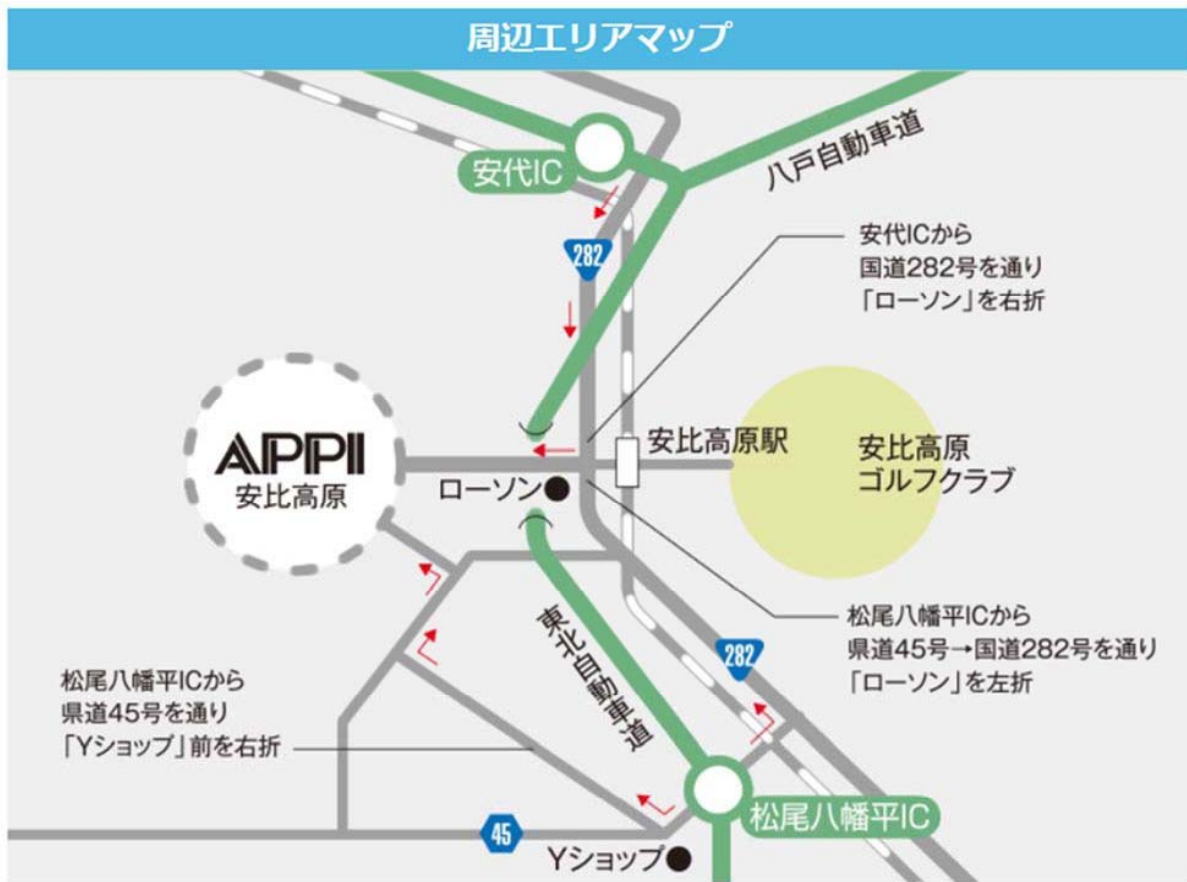 周辺エリアマップ
八戸自動車道
安代IC
282
安代ICから
国道282号を通り
「ローソン」を右折
APPI
安比高原
安比高原駅
安比高原
ゴルフクラブ
ローソン
東北自動車道
282
松尾八幡平ICから
県道45号→国道282号を通り
「ローソン」を左折
松尾八幡平ICから
県道45号を通り
「Yショップ」前を右折
45
松尾八幡平IC
Yショップ